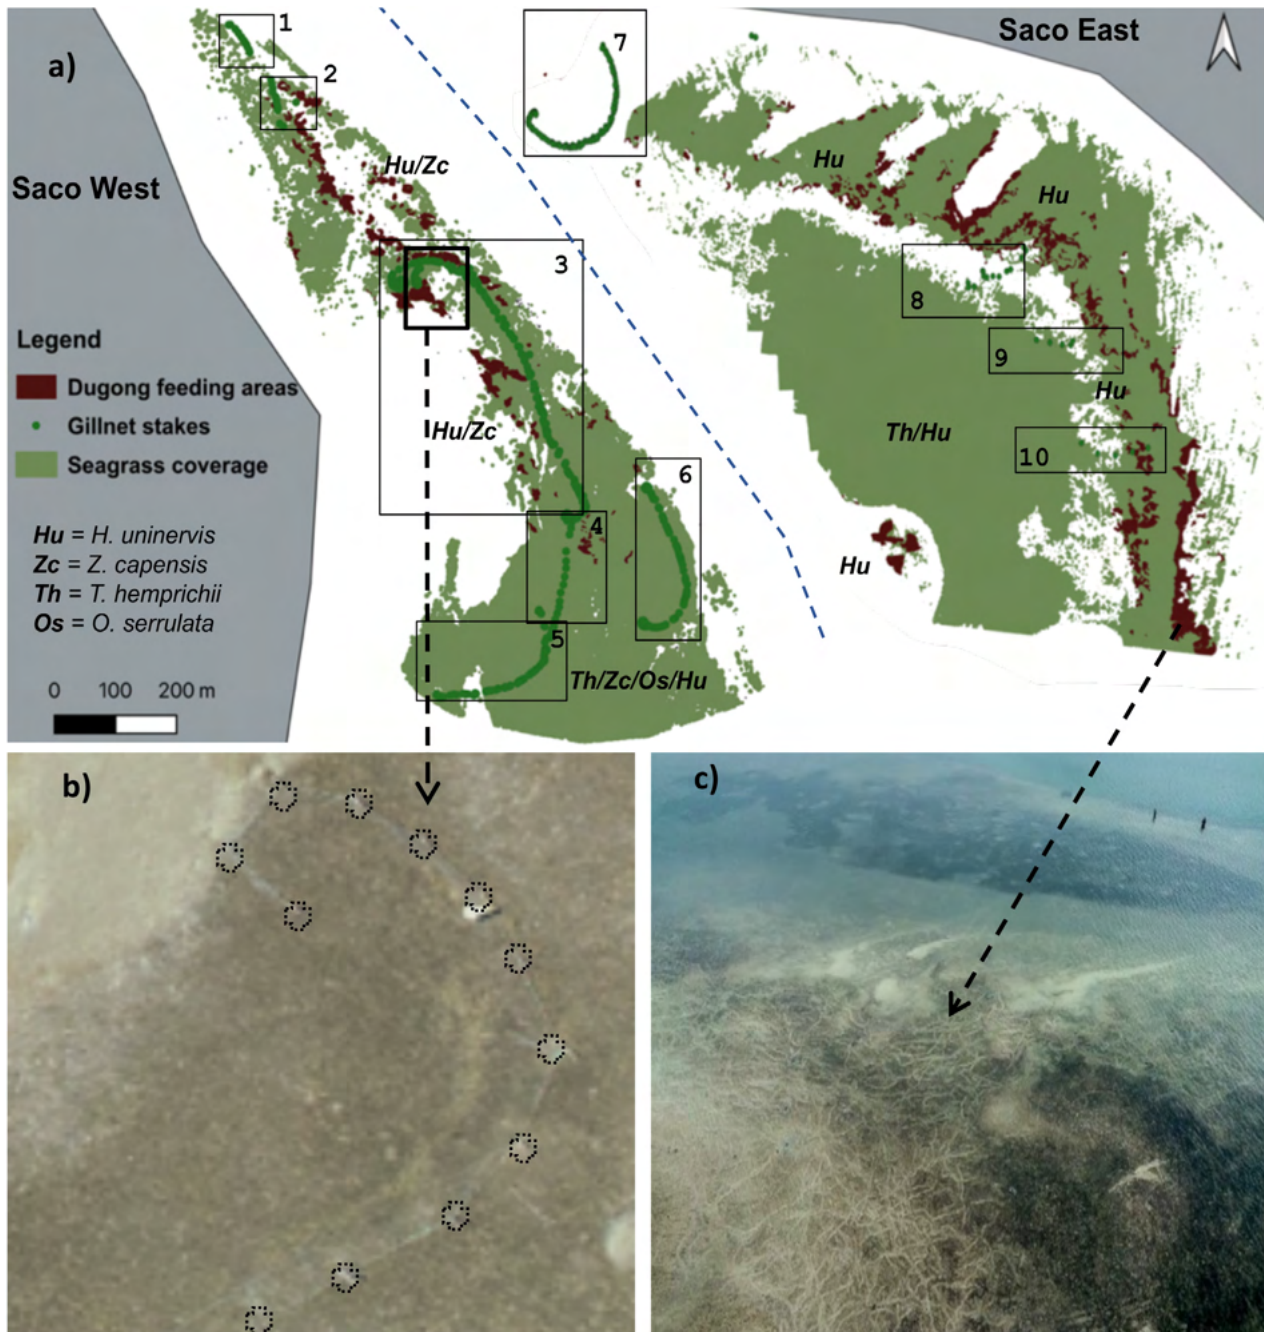 a)
Saco West
Saco East
1
2
3
4
5
6
7
8
9
10
Hu/Zc
Hu/Zc
Th/Zc/Os/Hu
Hu
Hu
Hu
Th/Hu
Hu
Legend
Dugong feeding areas
Gillnet stakes
Seagrass coverage
Hu = H. uninervis
Zc = Z. capensis
Th = T. hemprichii
Os = O. serrulata
0 100 200 m
b)
c)